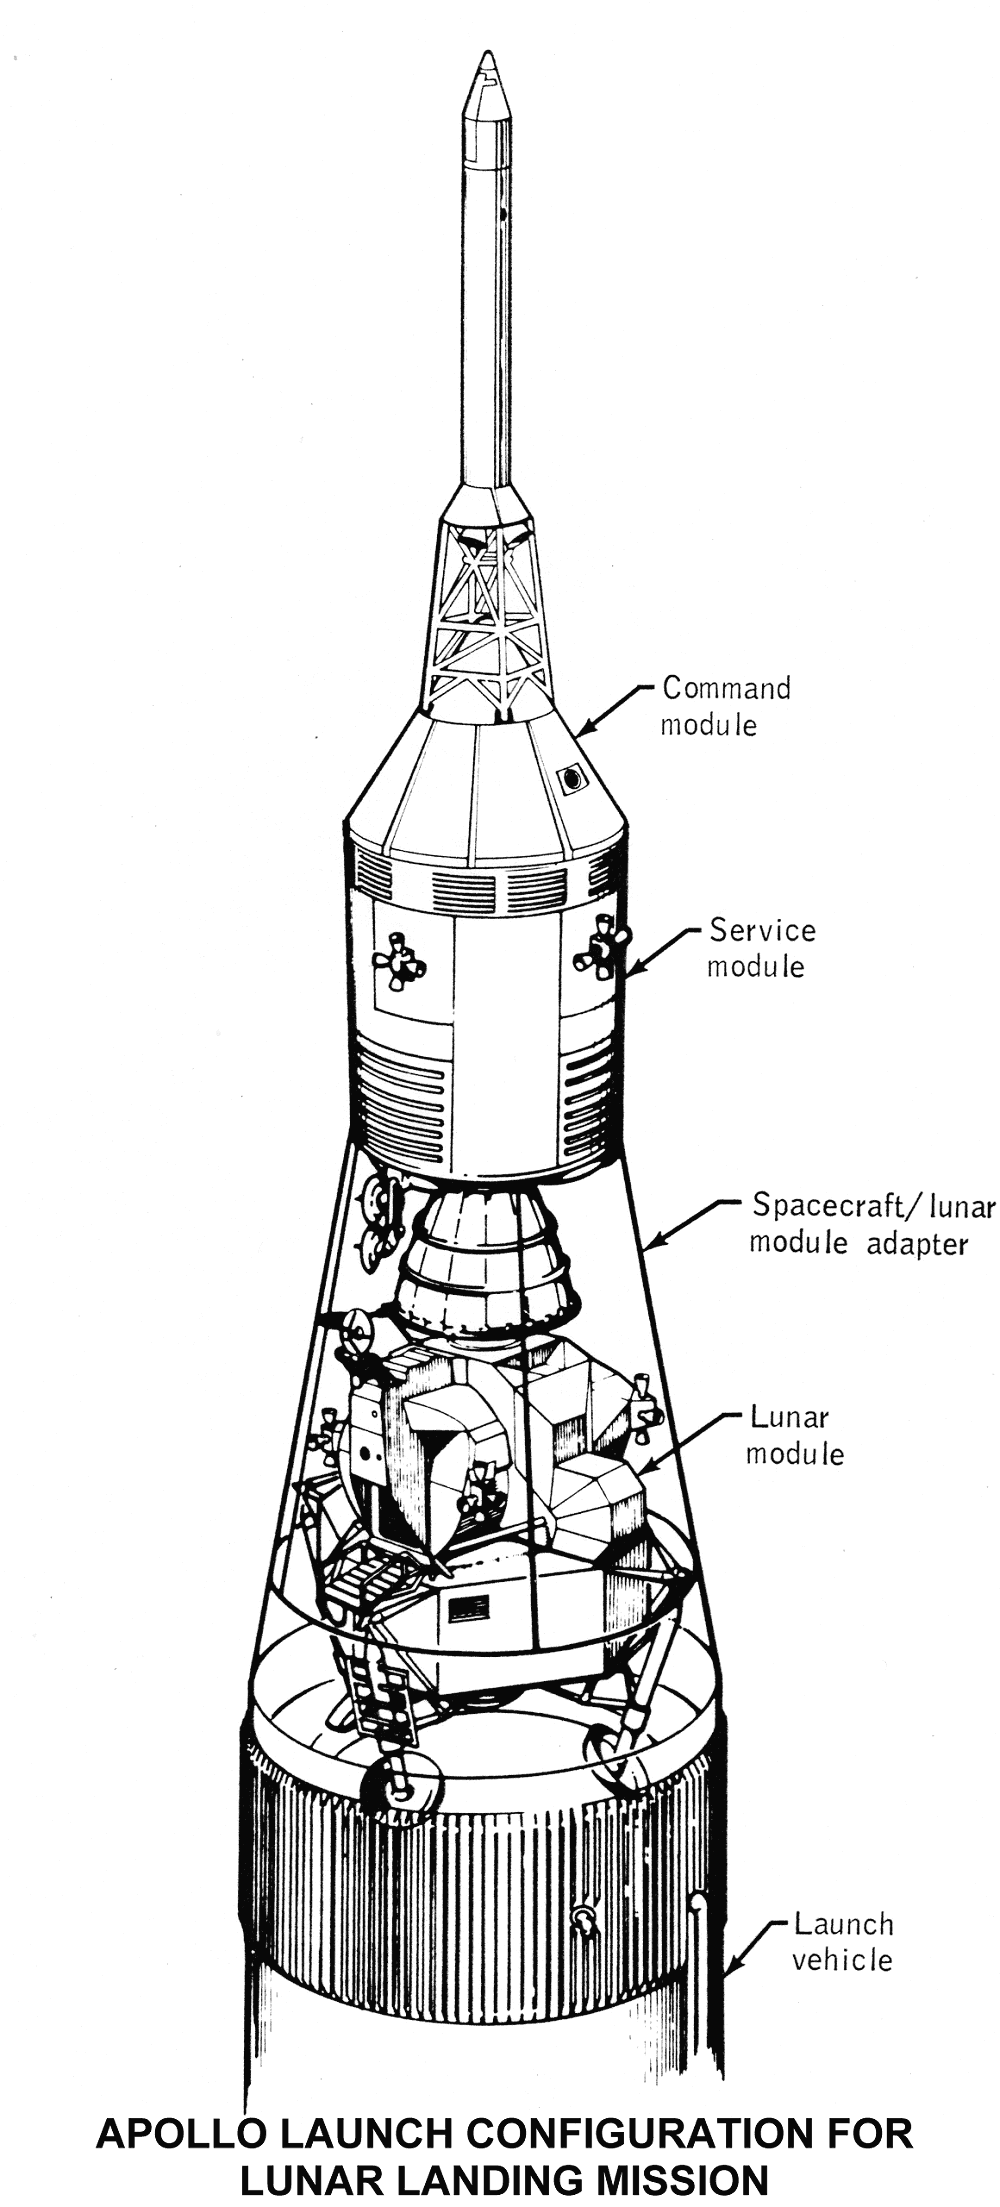 Command
module
Service
module
Spacecraft/lunar
module adapter
Lunar
module
Launch
vehicle
APOLLO LAUNCH CONFIGURATION FOR
LUNAR LANDING MISSION